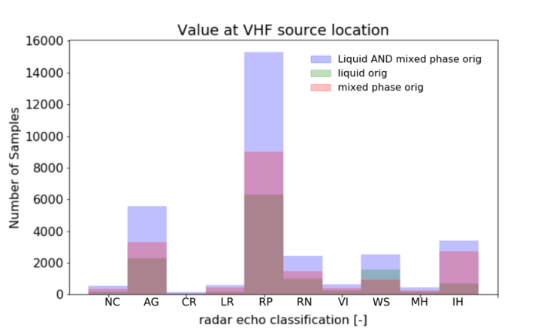 Value at VHF source location
16000
14000
12000
10000
8000
6000
4000
2000
0
Number of Samples
Liquid AND mixed phase orig
liquid orig
mixed phase orig
NC AG CR LR RP RN VI WS MH IH
radar echo classification [-]